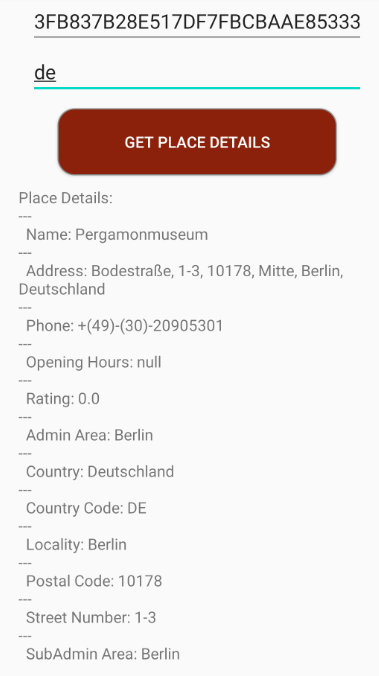 3FB837B28E517DF7FBCBAAE85333
de
GET PLACE DETAILS
Place Details:
---
Name: Pergamonmuseum
---
Address: Bodestraße, 1-3, 10178, Mitte, Berlin,
Deutschland
---
Phone: +(49)-(30)-20905301
---
Opening Hours: null
---
Rating: 0.0
---
Admin Area: Berlin
---
Country: Deutschland
---
Country Code: DE
---
Locality: Berlin
---
Postal Code: 10178
---
Street Number: 1-3
---
SubAdmin Area: Berlin